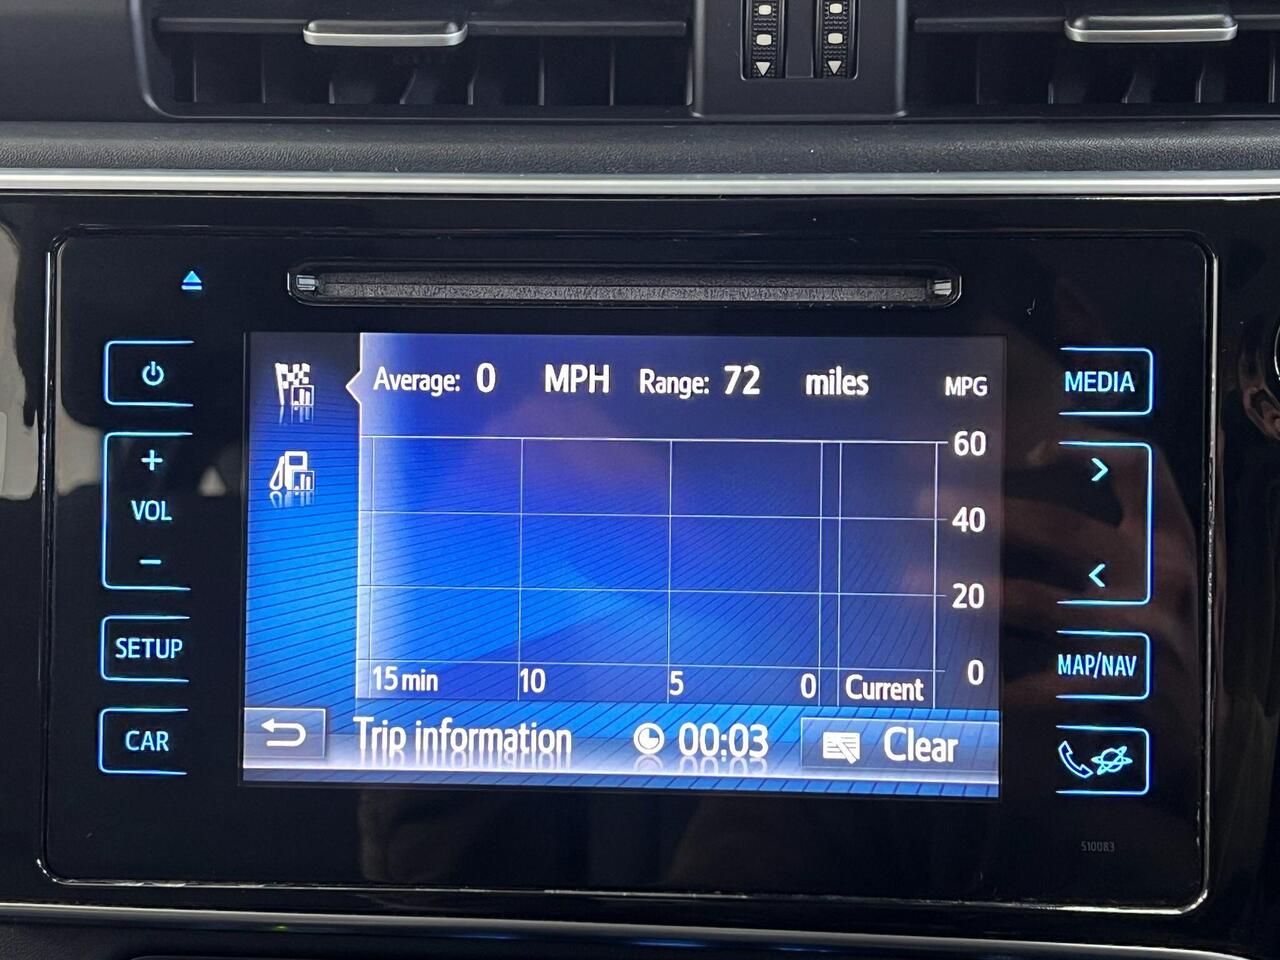 Average: 0 MPH Range: 72 miles MPG
60
40
20
0
15 min 10 5 0 Current
Trip information 00:03 Clear
VOL
SETUP
CAR
MEDIA
MAP/NAV
510083